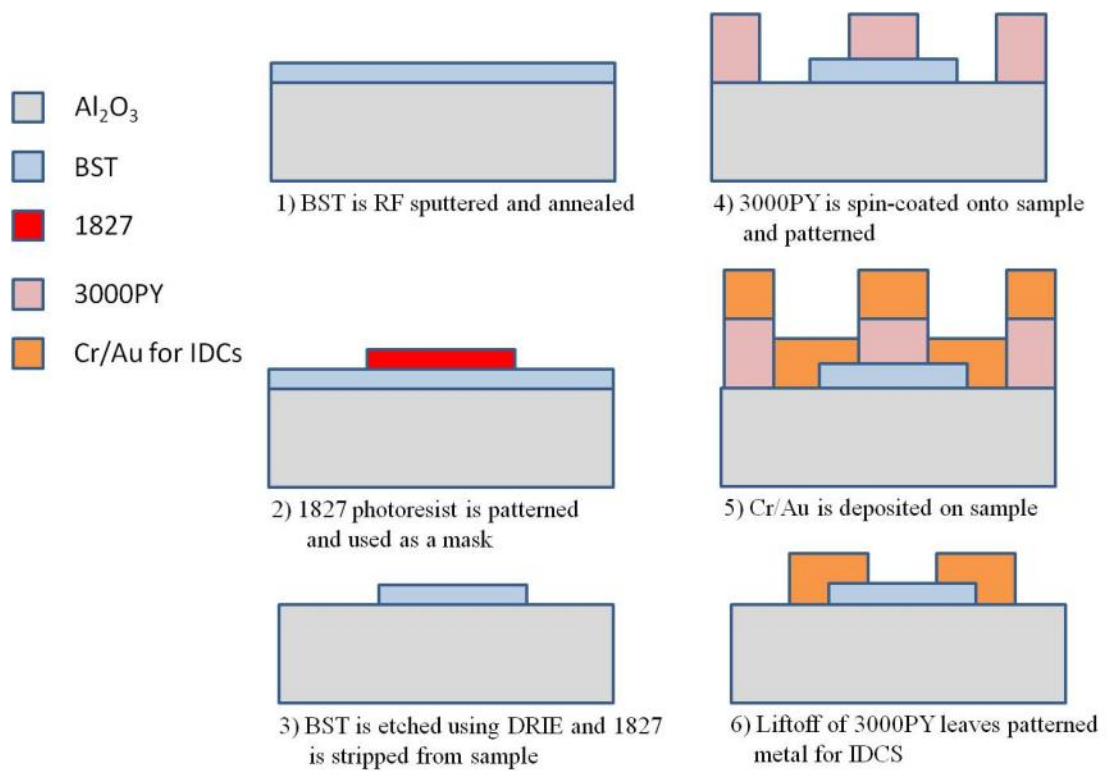 Al₂O₃
BST
1827
3000PY
Cr/Au for IDCs
1) BST is RF sputtered and annealed
2) 1827 photoresist is patterned
and used as a mask
3) BST is etched using DRIE and 1827
is stripped from sample
4) 3000PY is spin-coated onto sample
and patterned
5) Cr/Au is deposited on sample
6) Liftoff of 3000PY leaves patterned
metal for IDCS